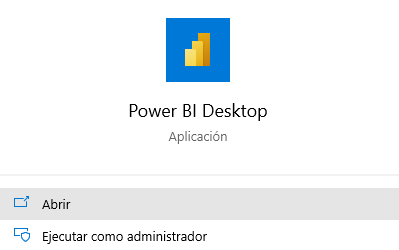 Power BI Desktop
Aplicación
Abrir
Ejecutar como administrador